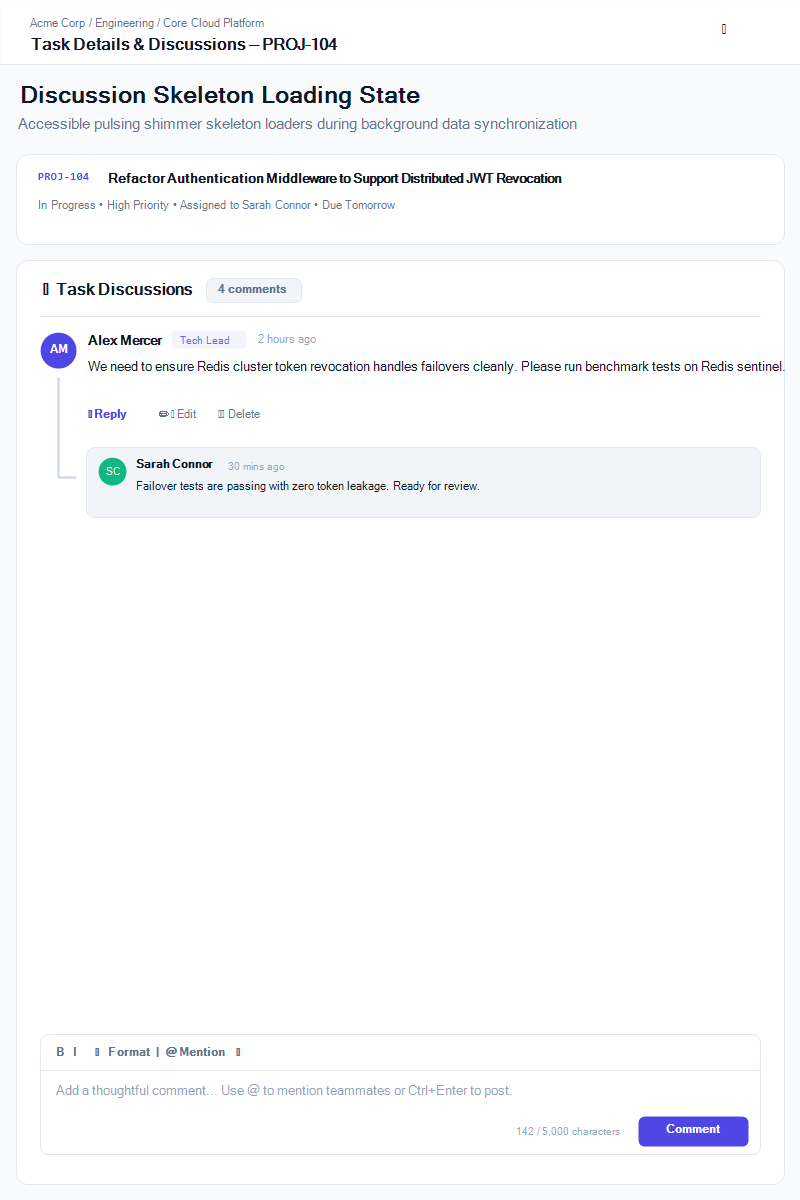 Acme Corp / Engineering / Core Cloud Platform
Task Details & Discussions — PROJ-104
Discussion Skeleton Loading State
Accessible pulsing shimmer skeleton loaders during background data synchronization
PROJ-104 Refactor Authentication Middleware to Support Distributed JWT Revocation
In Progress • High Priority • Assigned to Sarah Connor • Due Tomorrow
Task Discussions 4 comments
AM Alex Mercer Tech Lead 2 hours ago
We need to ensure Redis cluster token revocation handles failovers cleanly. Please run benchmark tests on Redis sentinel.
Reply ✏ Edit Delete
SC Sarah Connor 30 mins ago
Failover tests are passing with zero token leakage. Ready for review.
B I Format | @ Mention
Add a thoughtful comment... Use @ to mention teammates or Ctrl+Enter to post.
142 / 5,000 characters Comment